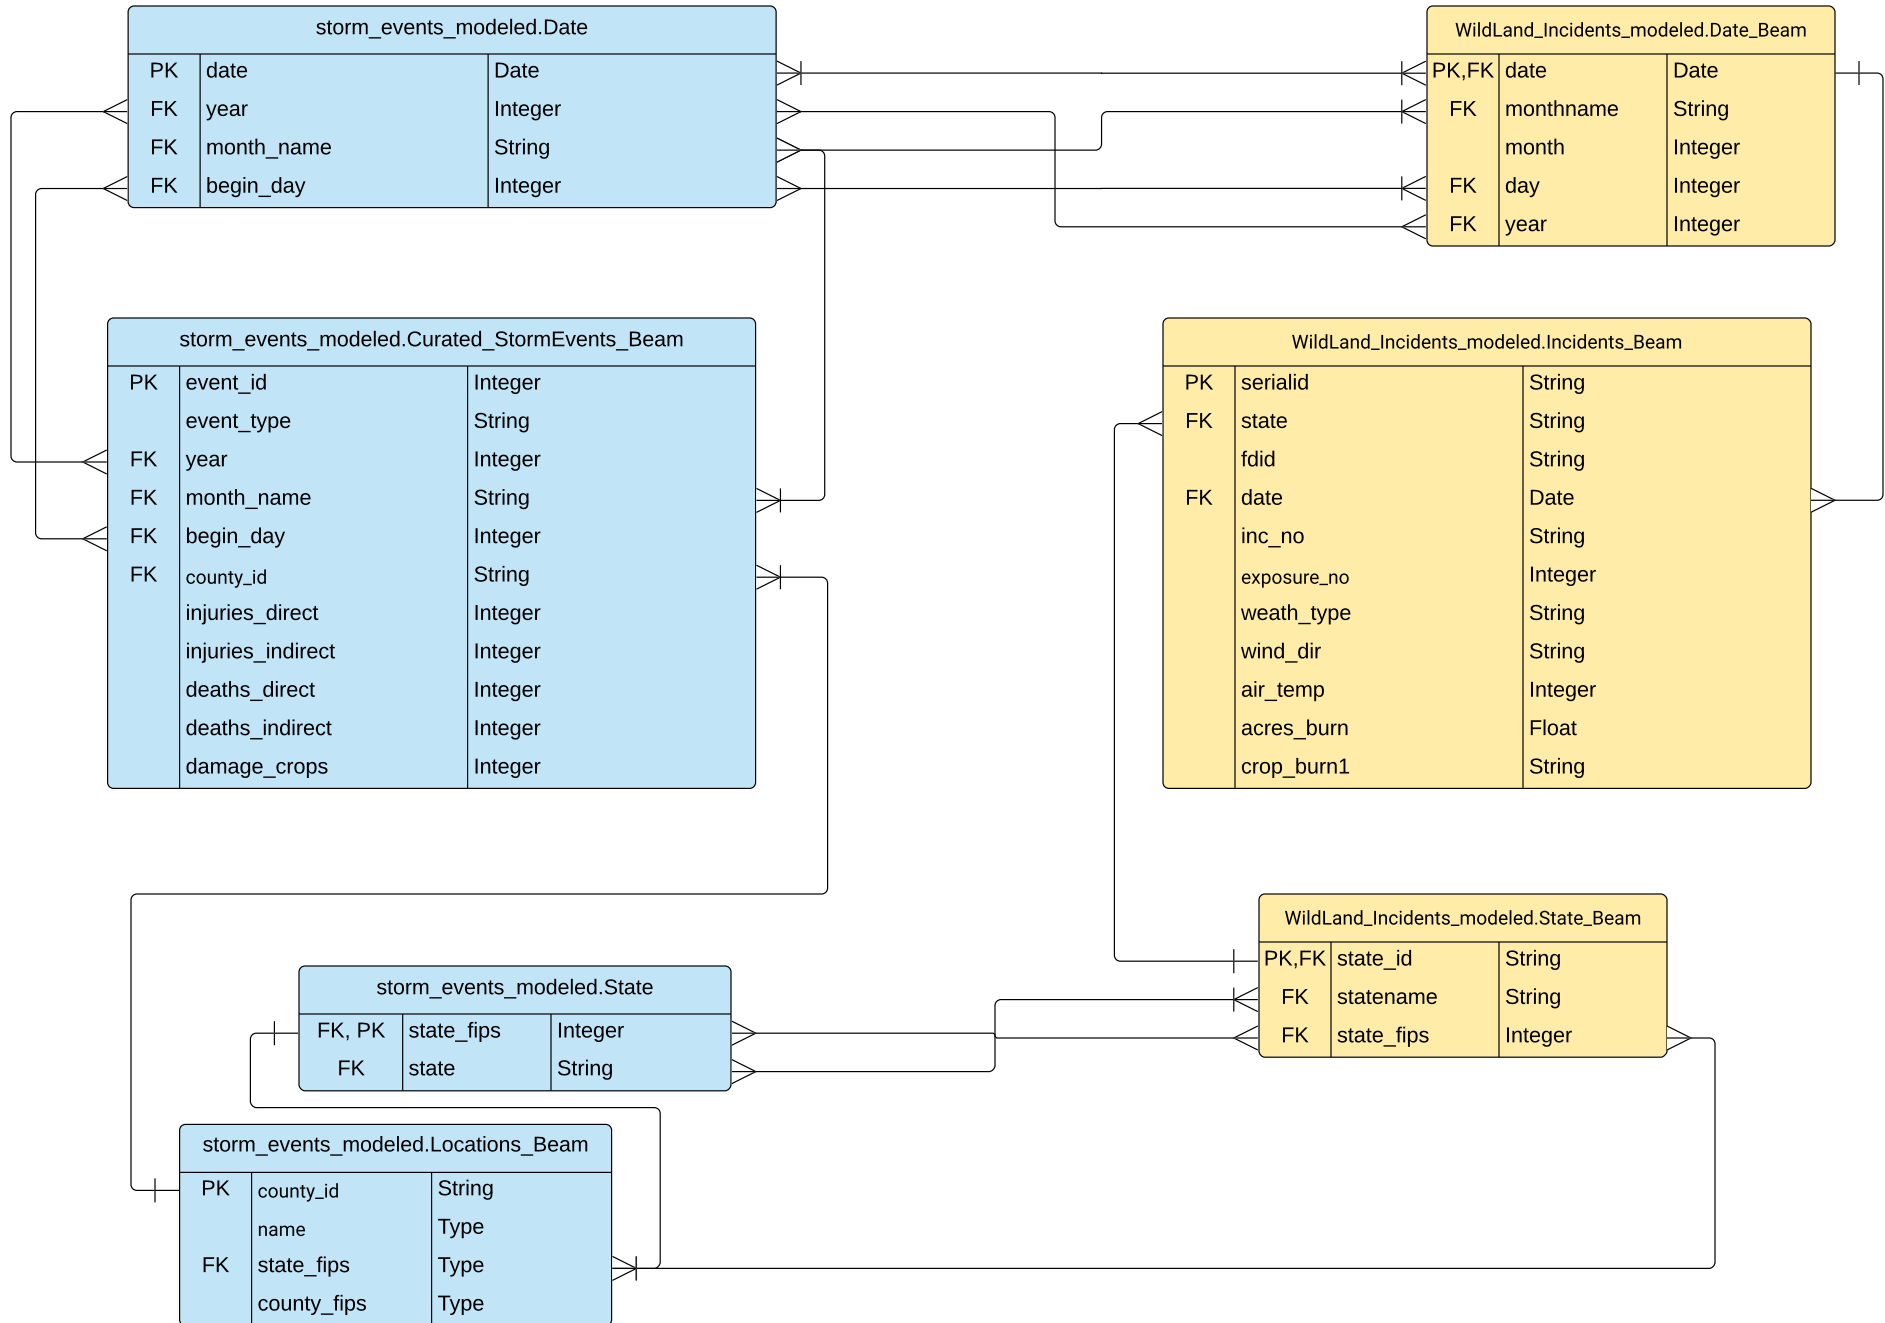 storm_events_modeled.Date
PK date Date
FK year Integer
FK month_name String
FK begin_day Integer
WildLand_Incidents_modeled.Date_Beam
PK,FK date Date
FK monthname String
month Integer
FK day Integer
FK year Integer
storm_events_modeled.Curated_StormEvents_Beam
PK event_id Integer
event_type String
FK year Integer
FK month_name String
FK begin_day Integer
FK county_id String
injuries_direct Integer
injuries_indirect Integer
deaths_direct Integer
deaths_indirect Integer
damage_crops Integer
WildLand_Incidents_modeled.Incidents_Beam
PK serialid String
FK state String
fdid String
FK date Date
inc_no String
exposure_no Integer
weath_type String
wind_dir String
air_temp Integer
acres_burn Float
crop_burn1 String
WildLand_Incidents_modeled.State_Beam
PK,FK state_id String
FK statename String
FK state_fips Integer
storm_events_modeled.State
FK, PK state_fips Integer
FK state String
storm_events_modeled.Locations_Beam
PK county_id String
name Type
FK state_fips Type
county_fips Type